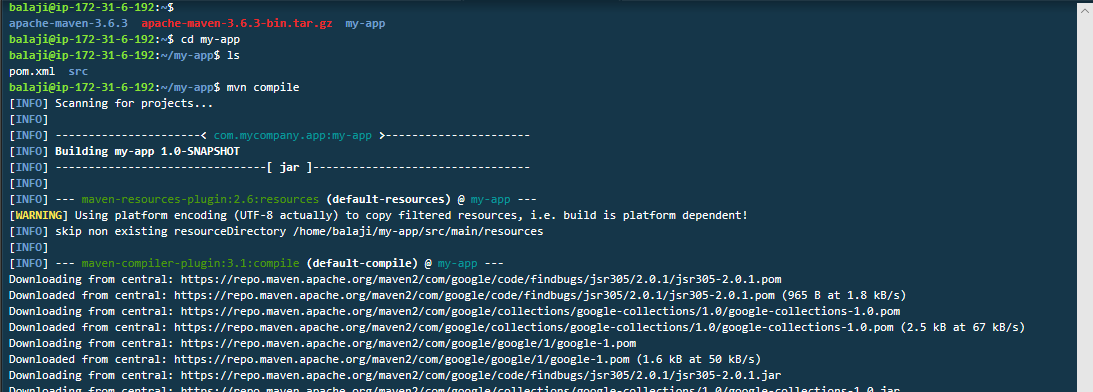 balaji@ip-172-31-6-192:~$
apache-maven-3.6.3  apache-maven-3.6.3-bin.tar.gz  my-app
balaji@ip-172-31-6-192:~$ cd my-app
balaji@ip-172-31-6-192:~/my-app$ ls
pom.xml  src
balaji@ip-172-31-6-192:~/my-app$ mvn compile
[INFO] Scanning for projects...
[INFO]
[INFO] ----------------------< com.mycompany.app:my-app >----------------------
[INFO] Building my-app 1.0-SNAPSHOT
[INFO] --------------------------------[ jar ]---------------------------------
[INFO]
[INFO] --- maven-resources-plugin:2.6:resources (default-resources) @ my-app ---
[WARNING] Using platform encoding (UTF-8 actually) to copy filtered resources, i.e. build is platform dependent!
[INFO] skip non existing resourceDirectory /home/balaji/my-app/src/main/resources
[INFO]
[INFO] --- maven-compiler-plugin:3.1:compile (default-compile) @ my-app ---
Downloading from central: https://repo.maven.apache.org/maven2/com/google/code/findbugs/jsr305/2.0.1/jsr305-2.0.1.pom
Downloaded from central: https://repo.maven.apache.org/maven2/com/google/code/findbugs/jsr305/2.0.1/jsr305-2.0.1.pom (965 B at 1.8 kB/s)
Downloading from central: https://repo.maven.apache.org/maven2/com/google/collections/google-collections/1.0/google-collections-1.0.pom
Downloaded from central: https://repo.maven.apache.org/maven2/com/google/collections/google-collections/1.0/google-collections-1.0.pom (2.5 kB at 67 kB/s)
Downloading from central: https://repo.maven.apache.org/maven2/com/google/google/1/google-1.pom
Downloaded from central: https://repo.maven.apache.org/maven2/com/google/google/1/google-1.pom (1.6 kB at 50 kB/s)
Downloading from central: https://repo.maven.apache.org/maven2/com/google/code/findbugs/jsr305/2.0.1/jsr305-2.0.1.jar
Downloading from central: https://repo.maven.apache.org/maven2/com/google/collections/google-collections/1.0/google-collections-1.0.jar